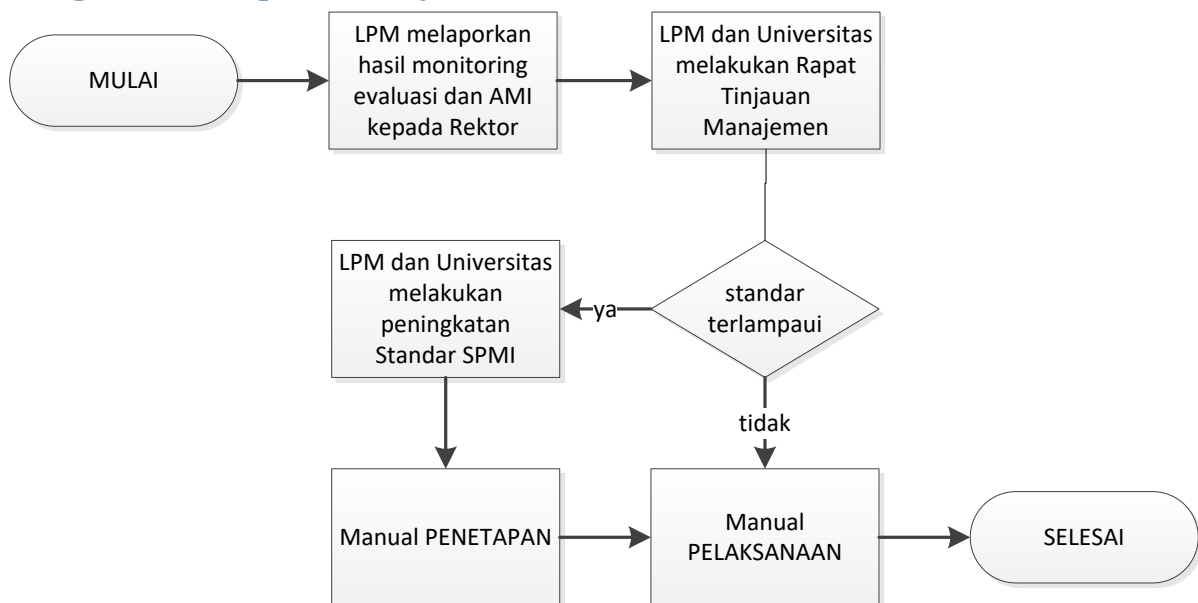 MULAI
LPM melaporkan
hasil monitoring
evaluasi dan AMI
kepada Rektor
LPM dan Universitas
melakukan Rapat
Tinjauan
Manajemen
standar
terlampaui
ya
LPM dan Universitas
melakukan
peningkatan
Standar SPMI
tidak
Manual PENETAPAN
Manual
PELAKSANAAN
SELESAI